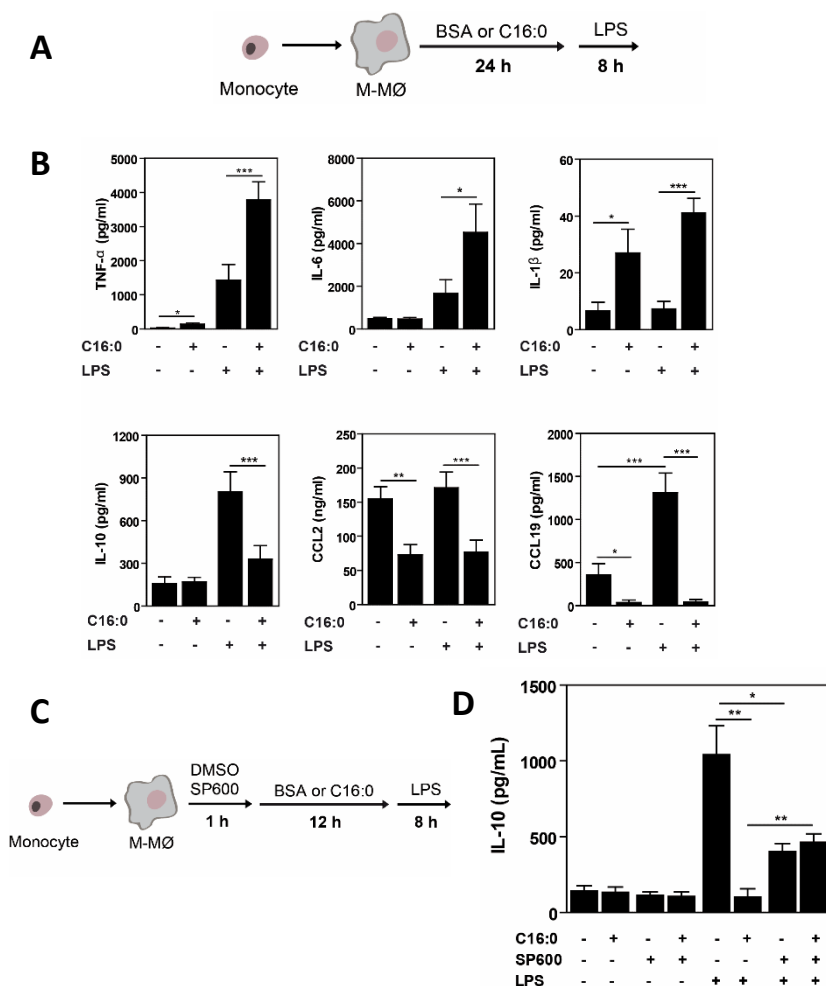 A
Monocyte
M-MØ
BSA or C16:0
24 h
LPS
8 h
B
TNF-α (pg/ml)
5000
4000
3000
2000
1000
0
***
*
C16:0 - + - +
LPS - - + +
IL-6 (pg/ml)
8000
6000
4000
2000
0
*
C16:0 - + - +
LPS - - + +
IL-1β (pg/ml)
60
40
20
0
*
***
C16:0 - + - +
LPS - - + +
IL-10 (pg/ml)
1200
900
600
300
0
***
C16:0 - + - +
LPS - - + +
CCL2 (ng/ml)
250
200
150
100
50
0
**
***
C16:0 - + - +
LPS - - + +
CCL19 (pg/ml)
2000
1500
1000
500
0
***
***
*
C16:0 - + - +
LPS - - + +
C
Monocyte
M-MØ
DMSO
SP600
1 h
BSA or C16:0
12 h
LPS
8 h
D
IL-10 (pg/mL)
1500
1000
500
0
*
**
**
C16:0 - + - + - + - +
SP600 - - + + - - + +
LPS - - - - + + + +